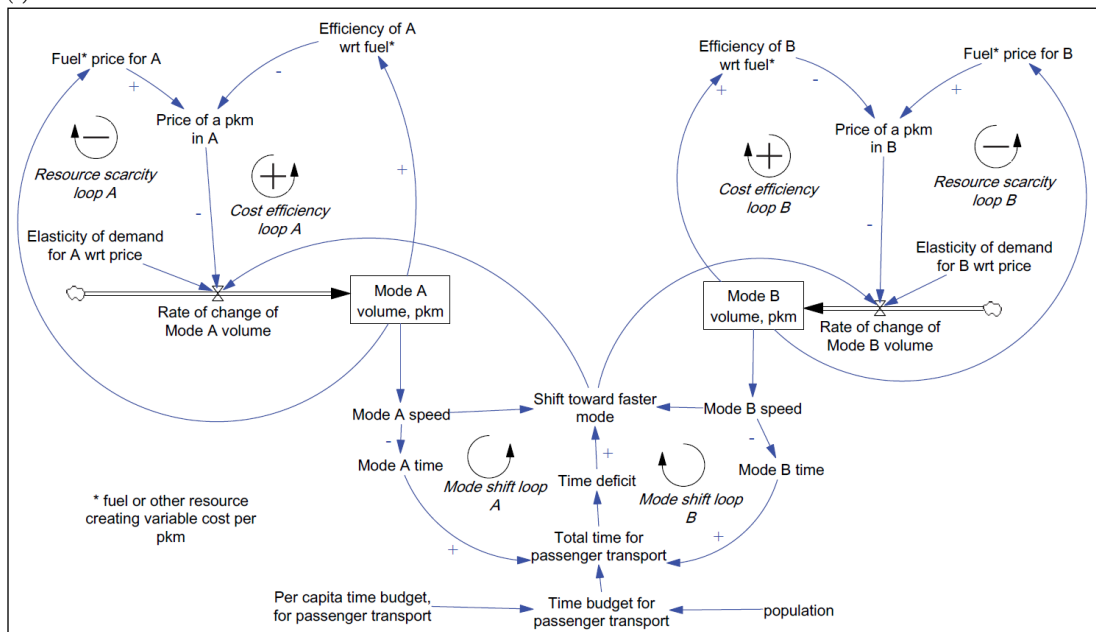 Fuel* price for A
Efficiency of A
wrt fuel*
Price of a pkm
in A
Resource scarcity
loop A
Cost efficiency
loop A
Elasticity of demand
for A wrt price
Rate of change of
Mode A volume
Mode A
volume, pkm
Efficiency of B
wrt fuel*
Fuel* price for B
Price of a pkm
in B
Cost efficiency
loop B
Resource scarcity
loop B
Elasticity of demand
for B wrt price
Mode B
volume, pkm
Rate of change of
Mode B volume
Mode A speed
Shift toward faster
mode
Mode B speed
Mode A time
Mode shift loop
A
Time deficit
Mode shift loop
B
Mode B time
* fuel or other resource
creating variable cost per
pkm
Total time for
passenger transport
Per capita time budget,
for passenger transport
Time budget for
passenger transport
population